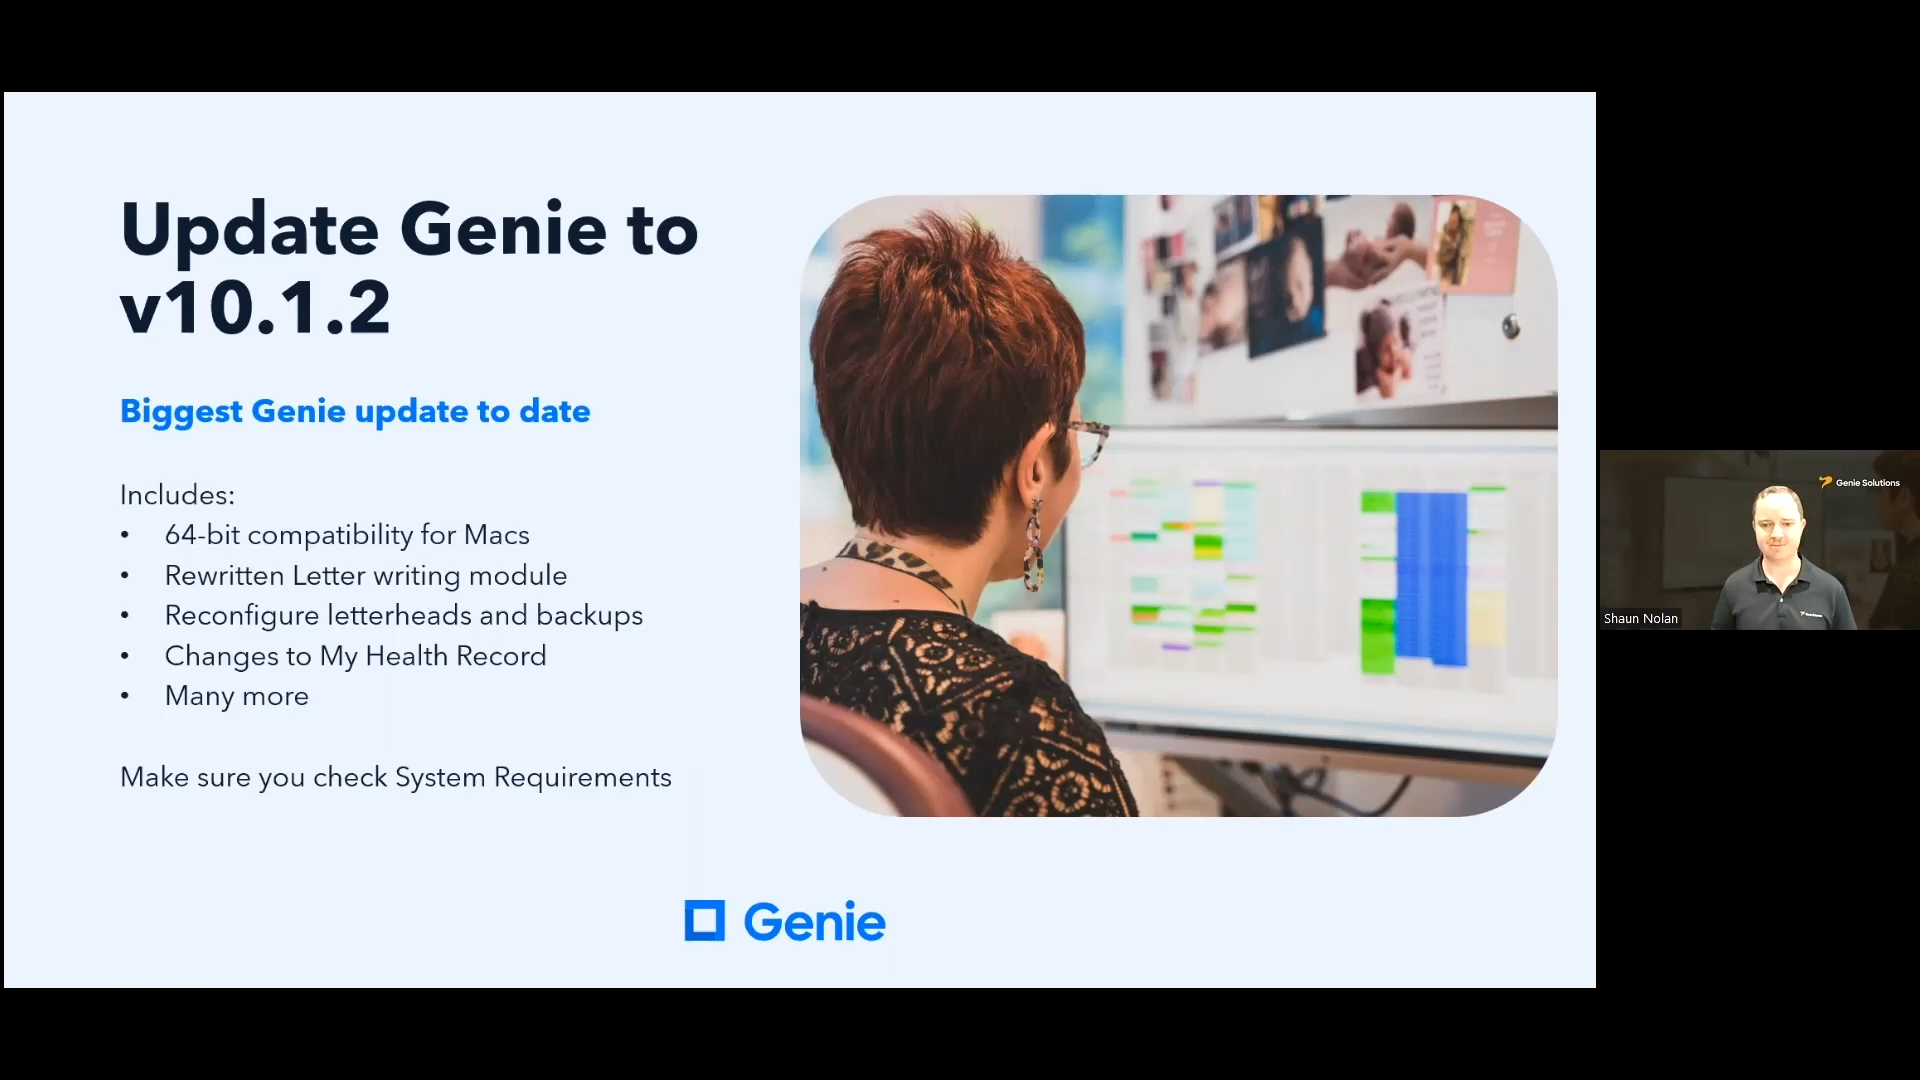 Update Genie to
v10.1.2
Biggest Genie update to date
Includes:
• 64-bit compatibility for Macs
• Rewritten Letter writing module
• Reconfigure letterheads and backups
• Changes to My Health Record
• Many more
Make sure you check System Requirements
Genie
Genie Solutions
Shaun Nolan